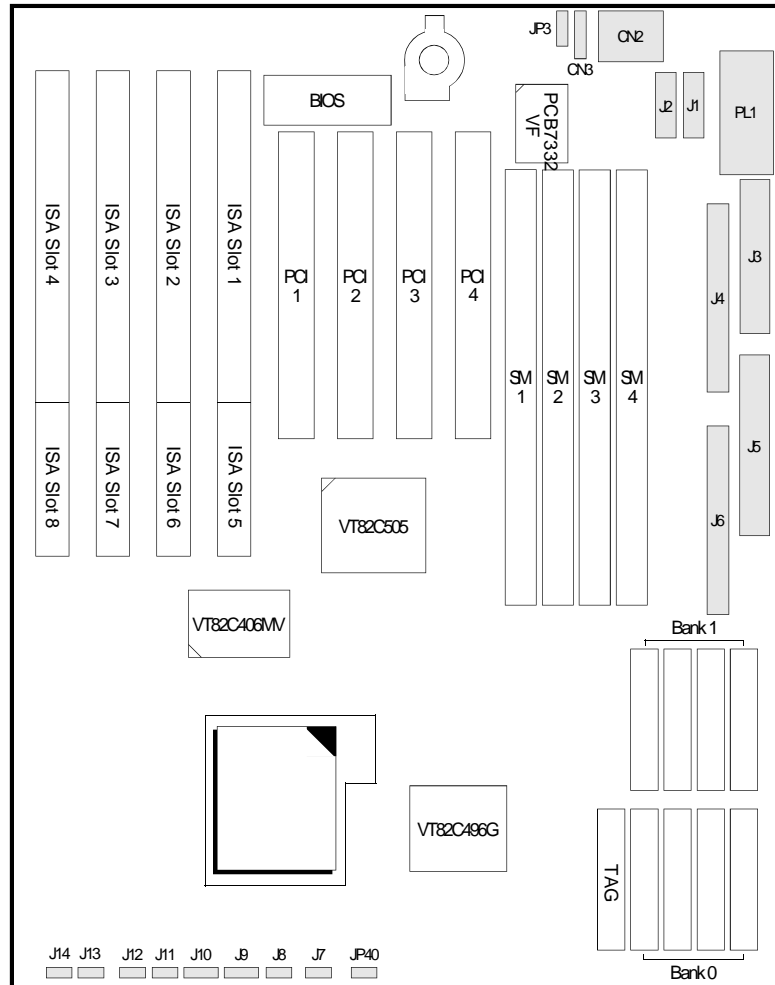 JP3
CN3
CN2
BIOS
PCB7332
VF
J2
J1
PL1
ISA Slot 4
ISA Slot 3
ISA Slot 2
ISA Slot 1
PCI
1
PCI
2
PCI
3
PCI
4
SM
1
SM
2
SM
3
SM
4
J4
J3
ISA Slot 8
ISA Slot 7
ISA Slot 6
ISA Slot 5
VT82C505
J6
J5
VT82C406MV
Bank 1
VT82C496G
TAG
J14
J13
J12
J11
J10
J9
J8
J7
JP40
Bank 0